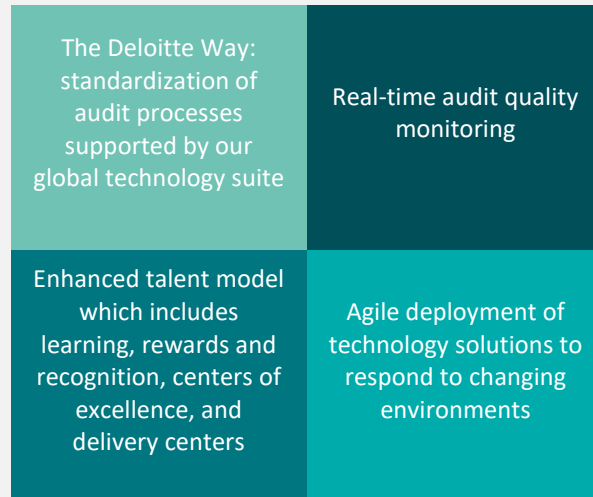 The Deloitte Way:
standardization of
audit processes
supported by our
global technology suite
Real-time audit quality
monitoring
Enhanced talent model
which includes
learning, rewards and
recognition, centers of
excellence, and
delivery centers
Agile deployment of
technology solutions to
respond to changing
environments